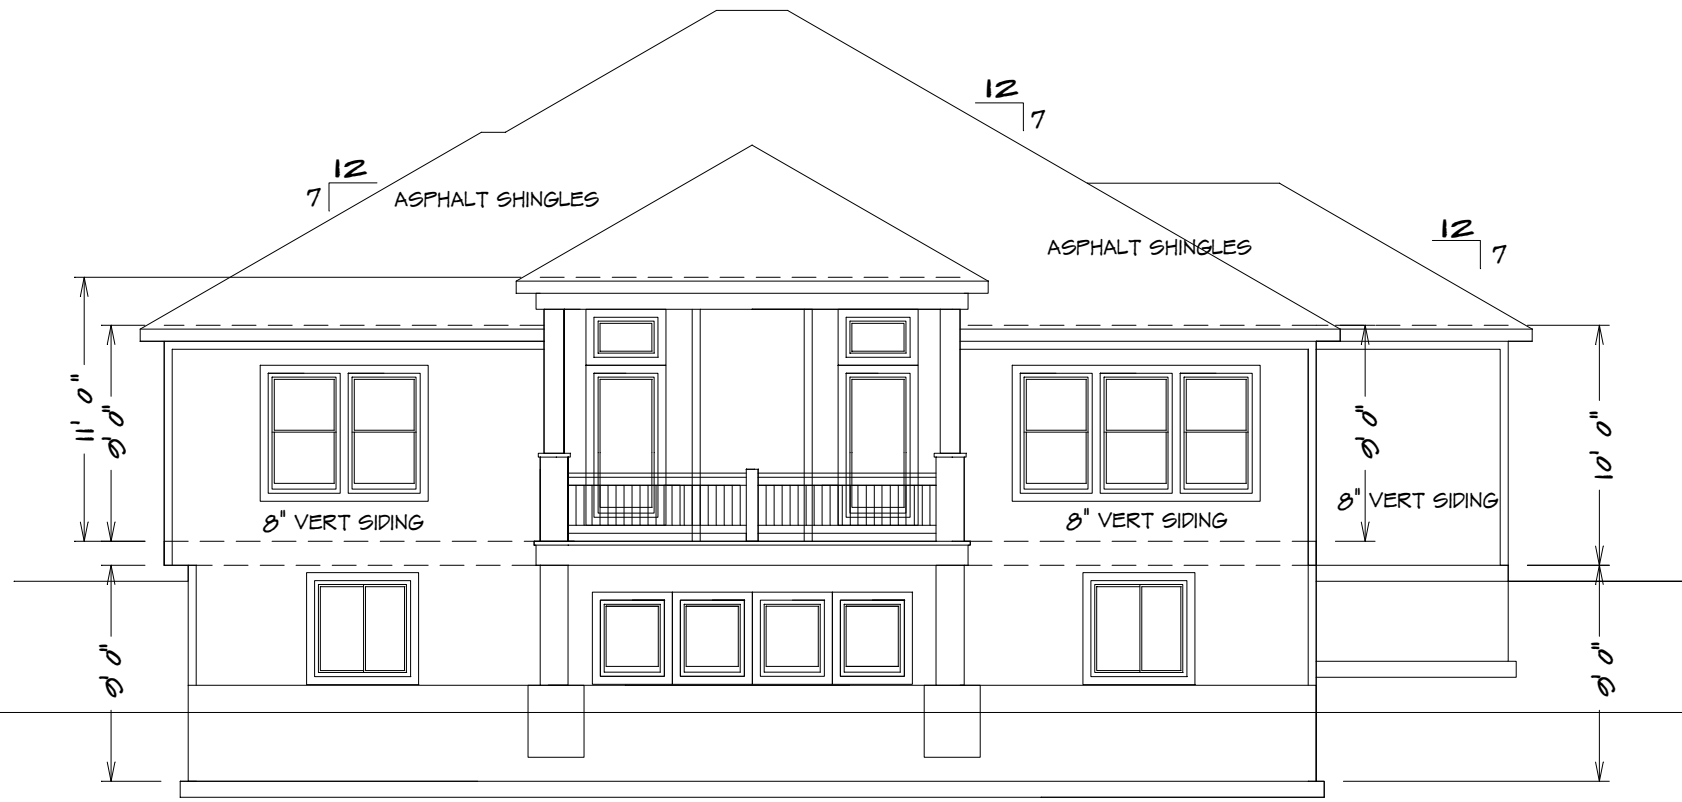 12
7
12
7
ASPHALT SHINGLES
12
7
ASPHALT SHINGLES
11' 0"
9' 0"
9' 0"
10' 0"
8" VERT SIDING
8" VERT SIDING
8" VERT SIDING
9' 0"
9' 0"